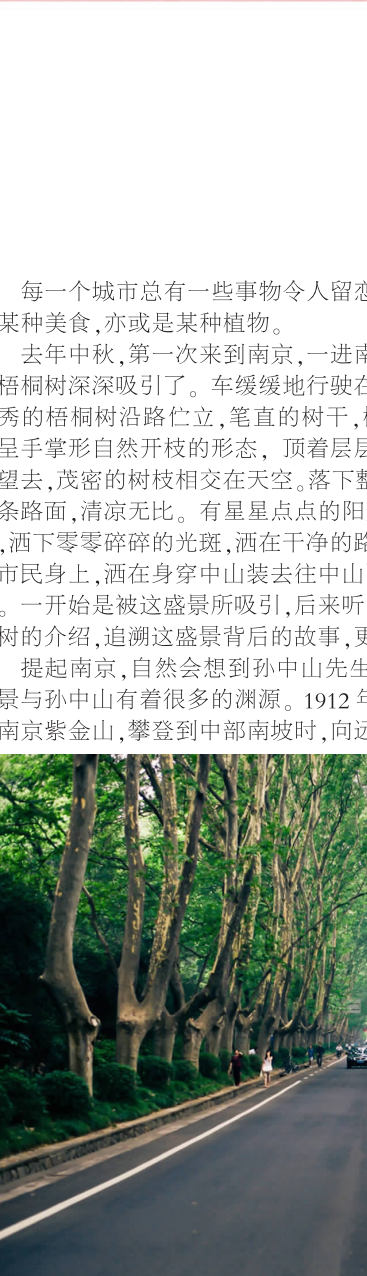 每一个城市总有一些事物令人留恋
某种美食,亦或是某种植物。
去年中秋,第一次来到南京,一进南
梧桐树深深吸引了。车缓缓地行驶在
秀的梧桐树沿路伫立,笔直的树干,
呈手掌形自然开枝的形态,顶着层层
望去,茂密的树枝相交在天空。落下整
条路面,清凉无比。有星星点点的阳
,洒下零零碎碎的光斑,洒在干净的路
市民身上,洒在身穿中山装去往中山
。一开始是被这盛景所吸引,后来听
树的介绍,追溯这盛景背后的故事,更
提起南京,自然会想到孙中山先生
景与孙中山有着很多的渊源。1912 年
南京紫金山,攀登到中部南坡时,向远